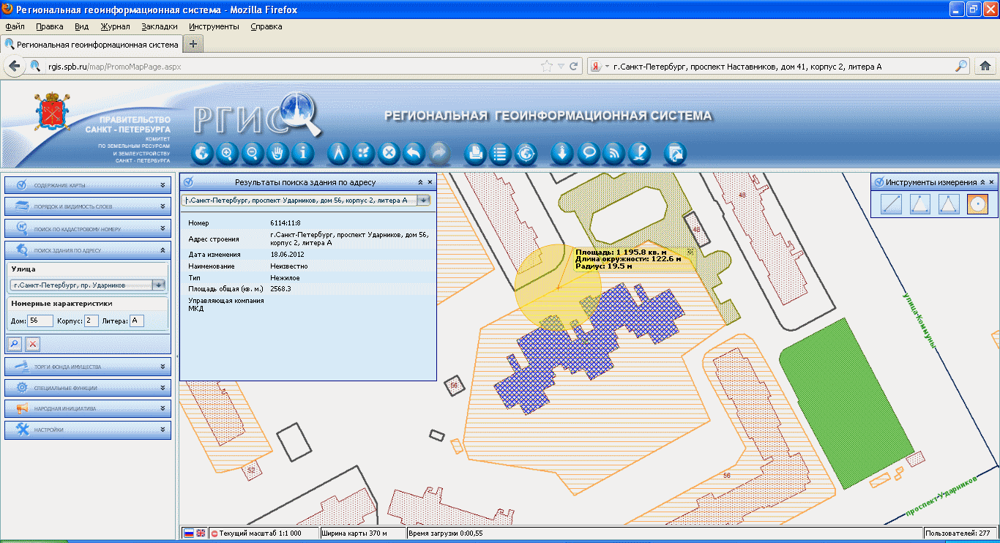 Региональная геоинформационная система - Mozilla Firefox
Файл Правка Вид Журнал Закладки Инструменты Справка
Региональная геоинформационная система
rgis.spb.ru/map/PromoMapPage.aspx
г.Санкт-Петербург, проспект Наставников, дом 41, корпус 2, литера А
ПРАВИТЕЛЬСТВО
САНКТ - ПЕТЕРБУРГА
КОМИТЕТ
ПО ЗЕМЕЛЬНЫМ РЕСУРСАМ
И ЗЕМЛЕУСТРОЙСТВУ
САНКТ - ПЕТЕРБУРГА
РГИС
РЕГИОНАЛЬНАЯ ГЕОИНФОРМАЦИОННАЯ СИСТЕМА
СОДЕРЖАНИЕ КАРТЫ
ПОРЯДОК И ВИДИМОСТЬ СЛОЕВ
ПОИСК ПО КАДАСТРОВОМУ НОМЕРУ
ПОИСК ЗДАНИЯ ПО АДРЕСУ
Улица
г.Санкт-Петербург, пр. Ударников
Номерные характеристики
Дом: 56 Корпус: 2 Литера: А
ТОРГИ ФОНДА ИМУЩЕСТВА
СПЕЦИАЛЬНЫЕ ФУНКЦИИ
НАРОДНАЯ ИНИЦИАТИВА
НАСТРОЙКИ
Результаты поиска здания по адресу
г.Санкт-Петербург, проспект Ударников, дом 56, корпус 2, литера А
Номер 6114:11:8
Адрес строения г.Санкт-Петербург, проспект Ударников, дом 56,
корпус 2, литера А
Дата изменения 18.06.2012
Наименование Неизвестно
Тип Нежилое
Площадь общая (кв. м.) 2568.3
Управляющая компания
МКД
Инструменты измерения
Площадь: 1 195.8 кв. м
Длина окружности: 122.6 м
Радиус: 19.5 м
48
48
56
52
56
улица Коммуны
проспект Ударников
Текущий масштаб 1:1 000
Ширина карты 370 м
Время загрузки 0:00,55
Пользователей: 277